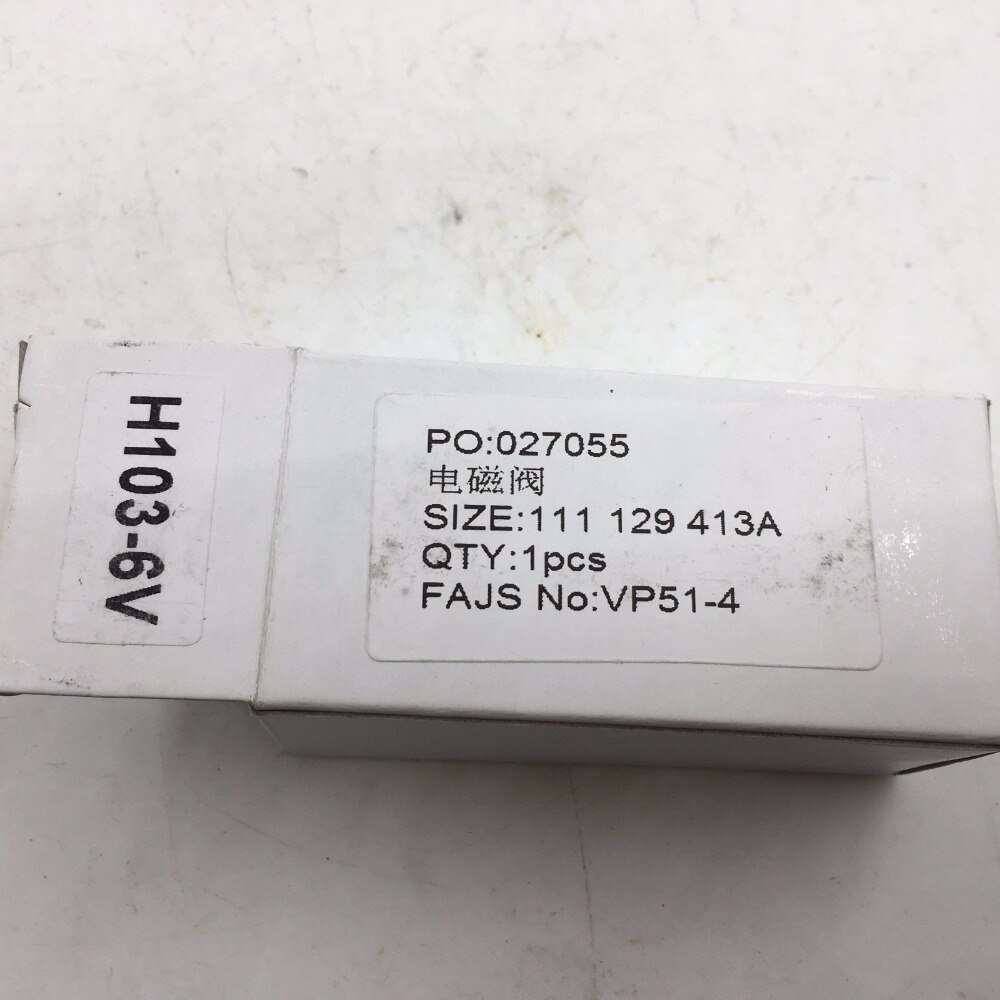 H103-6V
PO:027055
电磁阀
SIZE:111 129 413A
QTY:1pcs
FAJS No:VP51-4